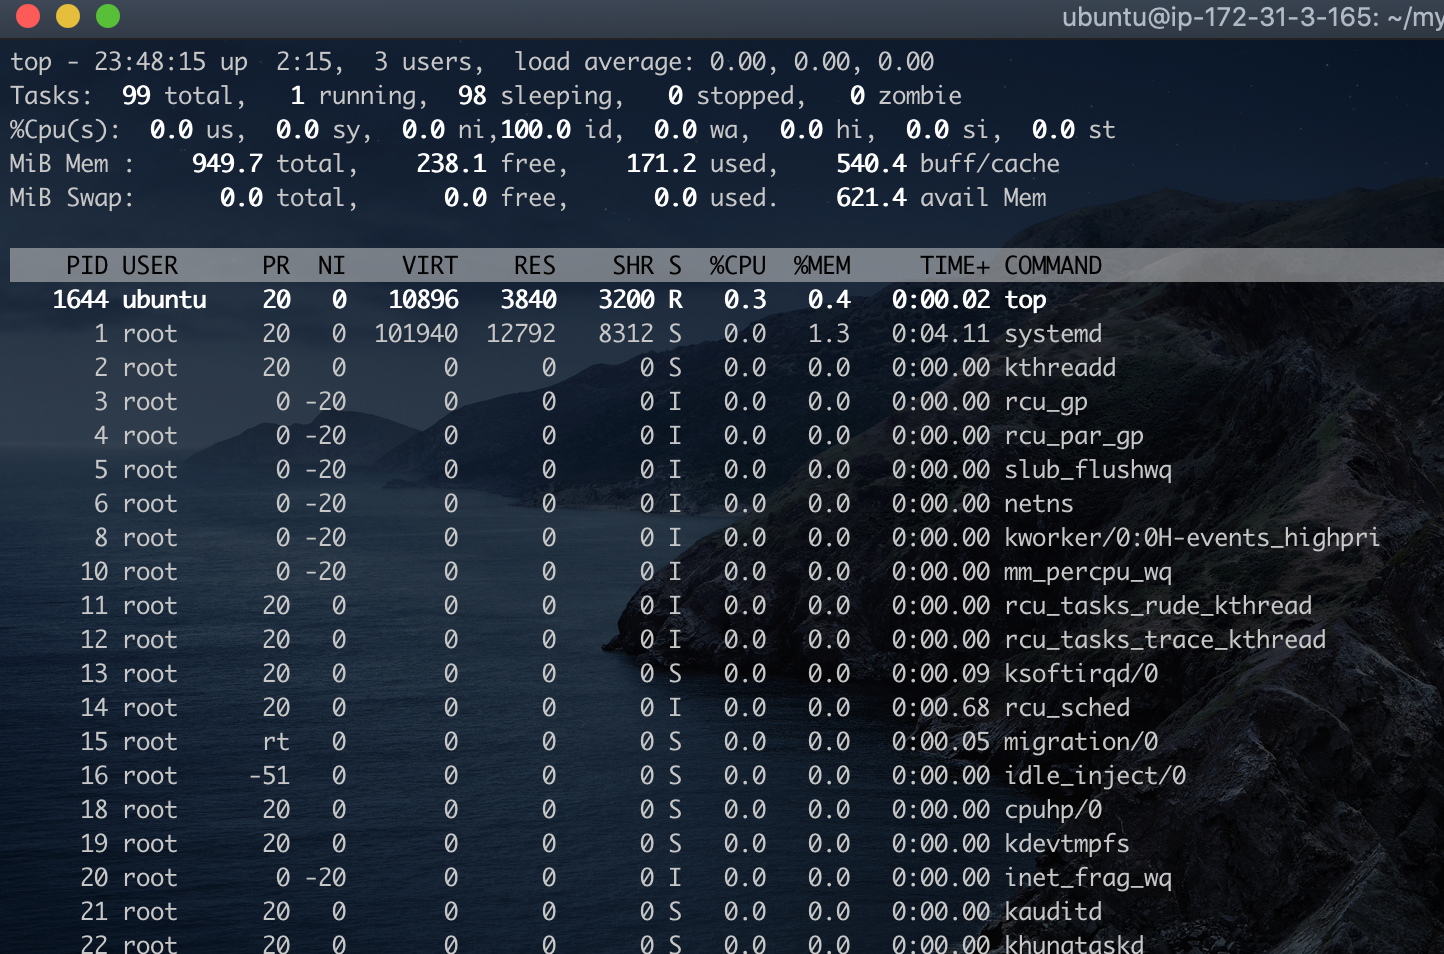 ubuntu@ip-172-31-3-165: ~/my
top - 23:48:15 up  2:15,  3 users,  load average: 0.00, 0.00, 0.00
Tasks:  99 total,   1 running,  98 sleeping,   0 stopped,   0 zombie
%Cpu(s):  0.0 us,  0.0 sy,  0.0 ni,100.0 id,  0.0 wa,  0.0 hi,  0.0 si,  0.0 st
MiB Mem :    949.7 total,    238.1 free,    171.2 used,    540.4 buff/cache
MiB Swap:      0.0 total,      0.0 free,      0.0 used.    621.4 avail Mem
PID USER      PR  NI    VIRT    RES    SHR S  %CPU  %MEM     TIME+ COMMAND
1644 ubuntu    20   0   10896   3840   3200 R   0.3   0.4   0:00.02 top
1 root      20   0  101940  12792   8312 S   0.0   1.3   0:04.11 systemd
2 root      20   0       0      0      0 S   0.0   0.0   0:00.00 kthreadd
3 root       0 -20       0      0      0 I   0.0   0.0   0:00.00 rcu_gp
4 root       0 -20       0      0      0 I   0.0   0.0   0:00.00 rcu_par_gp
5 root       0 -20       0      0      0 I   0.0   0.0   0:00.00 slub_flushwq
6 root       0 -20       0      0      0 I   0.0   0.0   0:00.00 netns
8 root       0 -20       0      0      0 I   0.0   0.0   0:00.00 kworker/0:0H-events_highpri
10 root       0 -20       0      0      0 I   0.0   0.0   0:00.00 mm_percpu_wq
11 root      20   0       0      0      0 I   0.0   0.0   0:00.00 rcu_tasks_rude_kthread
12 root      20   0       0      0      0 I   0.0   0.0   0:00.00 rcu_tasks_trace_kthread
13 root      20   0       0      0      0 S   0.0   0.0   0:00.09 ksoftirqd/0
14 root      20   0       0      0      0 I   0.0   0.0   0:00.68 rcu_sched
15 root      rt   0       0      0      0 S   0.0   0.0   0:00.05 migration/0
16 root     -51   0       0      0      0 S   0.0   0.0   0:00.00 idle_inject/0
18 root      20   0       0      0      0 S   0.0   0.0   0:00.00 cpuhp/0
19 root      20   0       0      0      0 S   0.0   0.0   0:00.00 kdevtmpfs
20 root       0 -20       0      0      0 I   0.0   0.0   0:00.00 inet_frag_wq
21 root      20   0       0      0      0 S   0.0   0.0   0:00.00 kauditd
22 root      20   0       0      0      0 S   0.0   0.0   0:00.00 khungtaskd